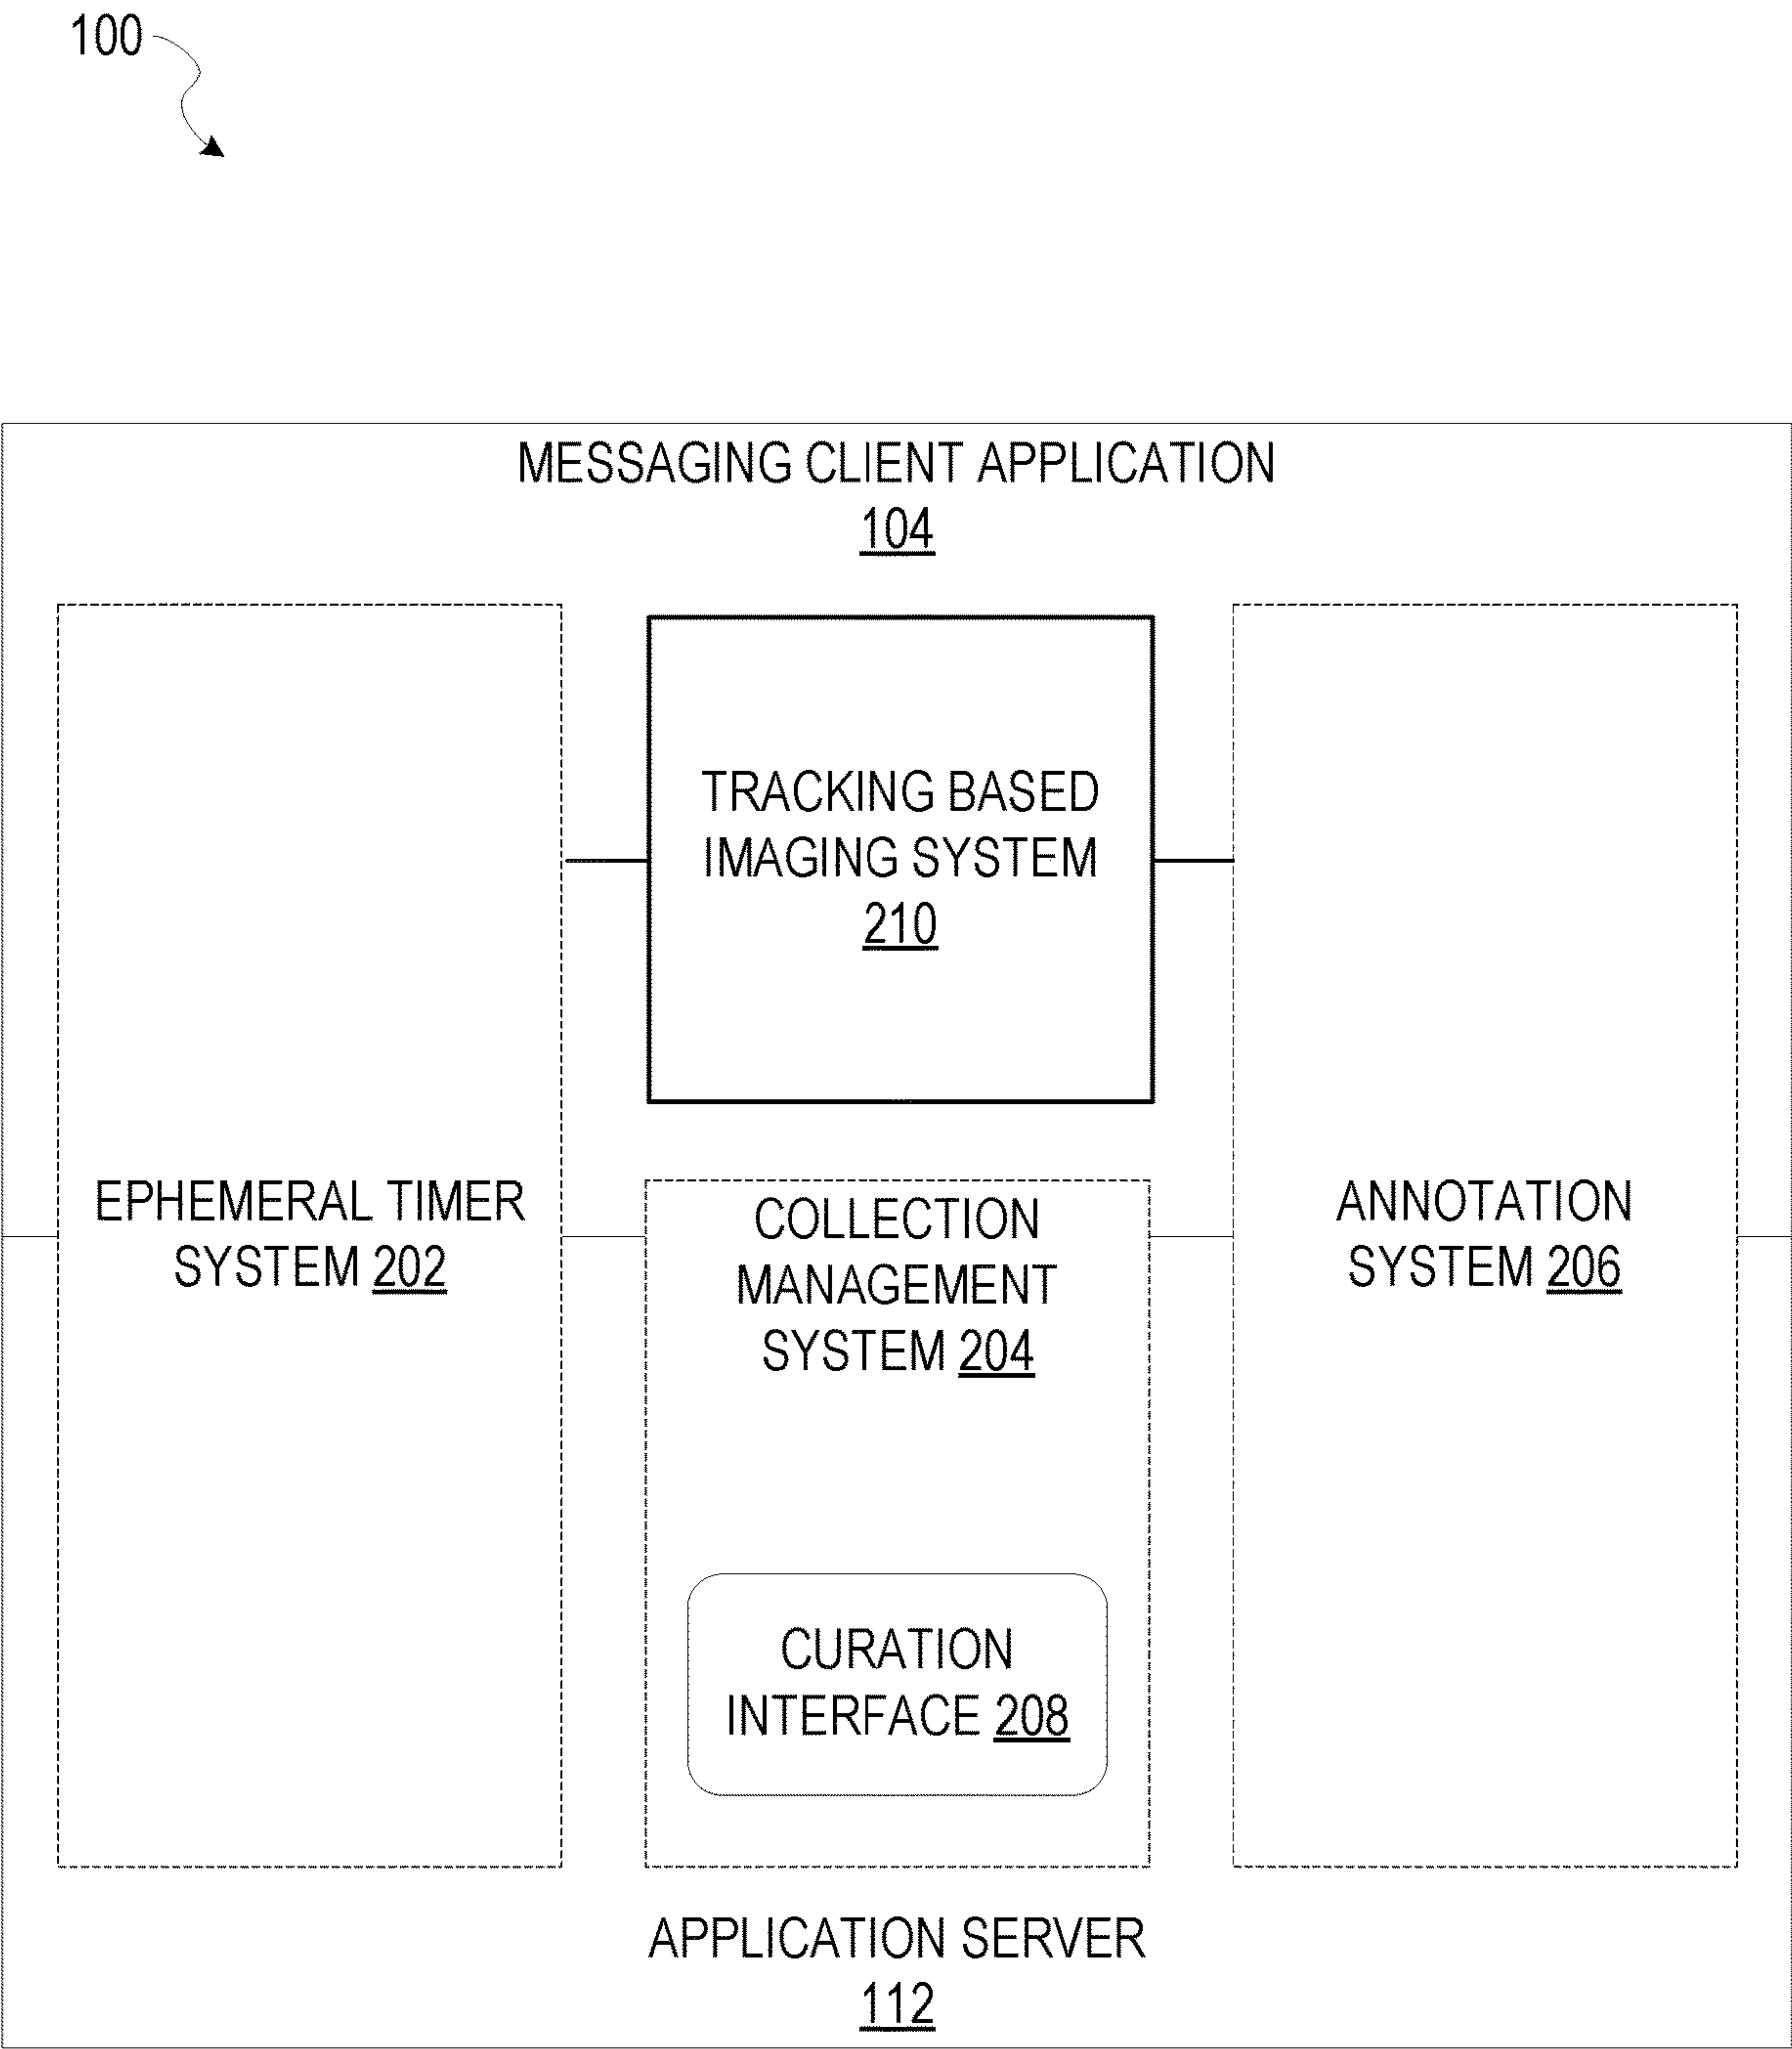 100
MESSAGING CLIENT APPLICATION
104
TRACKING BASED
IMAGING SYSTEM
210
EPHEMERAL TIMER
SYSTEM 202
COLLECTION
MANAGEMENT
SYSTEM 204
ANNOTATION
SYSTEM 206
CURATION
INTERFACE 208
APPLICATION SERVER
112